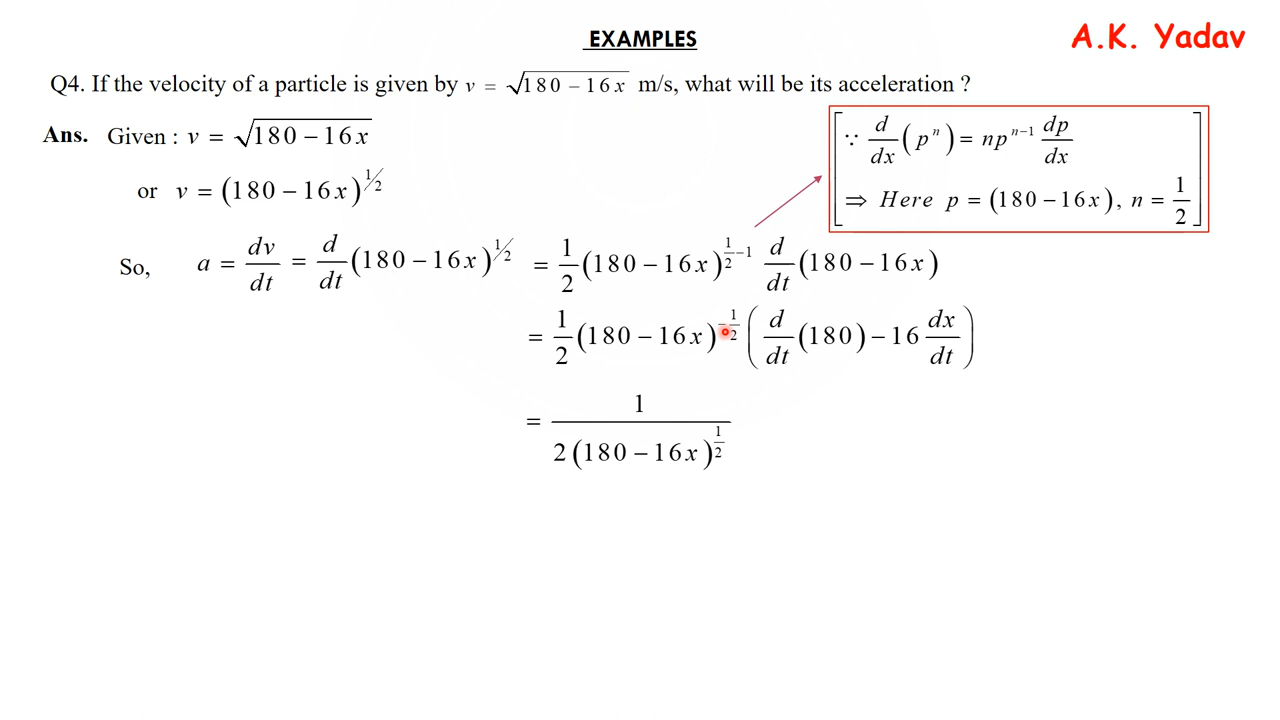 EXAMPLES
A.K. Yadav
Q4. If the velocity of a particle is given by v = √(180 − 16x) m/s, what will be its acceleration ?
Ans. Given : v = √(180 − 16x)
∵ d/dx (pⁿ) = npⁿ⁻¹ dp/dx
or v = (180 − 16x)^(1/2)
⇒ Here p = (180 − 16x), n = 1/2
So, a = dv/dt = d/dt (180 − 16x)^(1/2) = 1/2 (180 − 16x)^(1/2 − 1) d/dt (180 − 16x)
= 1/2 (180 − 16x)^(−1/2) (d/dt (180) − 16 dx/dt)
= 1 / 2(180 − 16x)^(1/2)